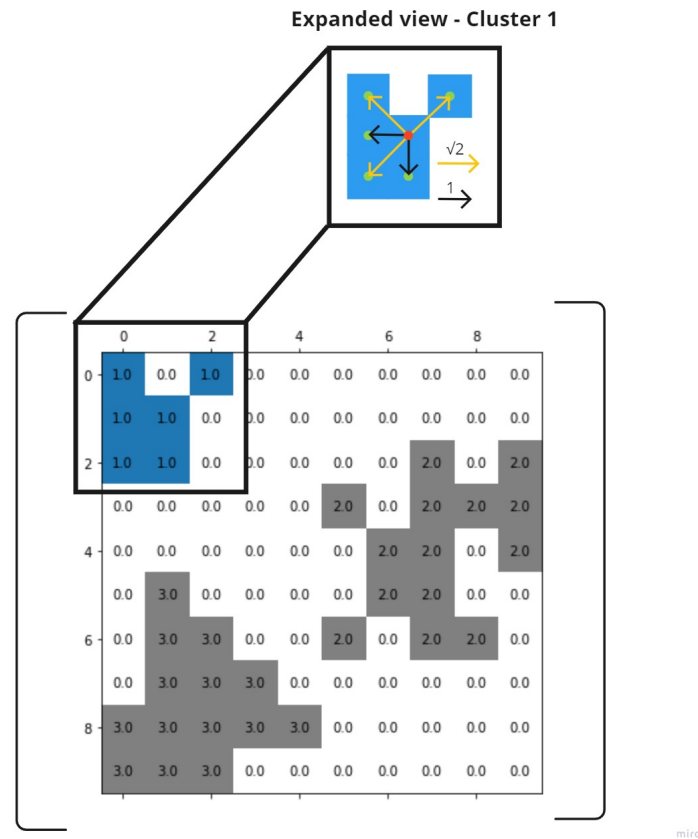 Expanded view - Cluster 1
√2
1
0 2 4 6 8
0 1.0 0.0 1.0 0.0 0.0 0.0 0.0 0.0 0.0 0.0
1.0 1.0 0.0 0.0 0.0 0.0 0.0 0.0 0.0 0.0
2 1.0 1.0 0.0 0.0 0.0 0.0 0.0 2.0 0.0 2.0
0.0 0.0 0.0 0.0 0.0 2.0 0.0 2.0 2.0 2.0
4 0.0 0.0 0.0 0.0 0.0 0.0 2.0 2.0 0.0 2.0
0.0 3.0 0.0 0.0 0.0 0.0 2.0 2.0 0.0 0.0
6 0.0 3.0 3.0 0.0 0.0 2.0 0.0 2.0 2.0 0.0
0.0 3.0 3.0 3.0 0.0 0.0 0.0 0.0 0.0 0.0
8 3.0 3.0 3.0 3.0 3.0 0.0 0.0 0.0 0.0 0.0
3.0 3.0 3.0 0.0 0.0 0.0 0.0 0.0 0.0 0.0